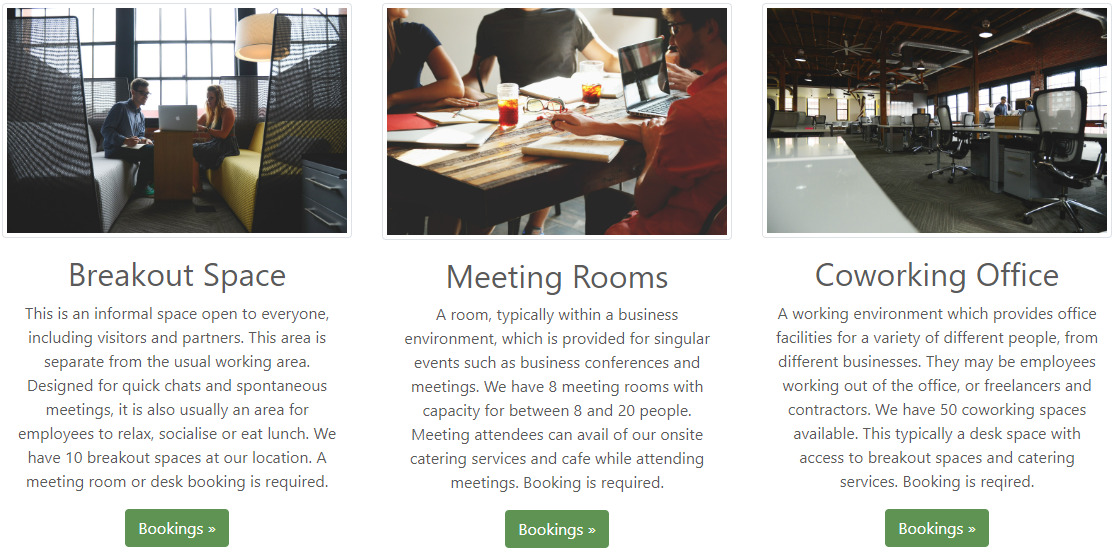 Breakout Space
This is an informal space open to everyone,
including visitors and partners. This area is
separate from the usual working area.
Designed for quick chats and spontaneous
meetings, it is also usually an area for
employees to relax, socialise or eat lunch. We
have 10 breakout spaces at our location. A
meeting room or desk booking is required.
Bookings »
Meeting Rooms
A room, typically within a business
environment, which is provided for singular
events such as business conferences and
meetings. We have 8 meeting rooms with
capacity for between 8 and 20 people.
Meeting attendees can avail of our onsite
catering services and cafe while attending
meetings. Booking is required.
Bookings »
Coworking Office
A working environment which provides office
facilities for a variety of different people, from
different businesses. They may be employees
working out of the office, or freelancers and
contractors. We have 50 coworking spaces
available. This typically a desk space with
access to breakout spaces and catering
services. Booking is reqired.
Bookings »